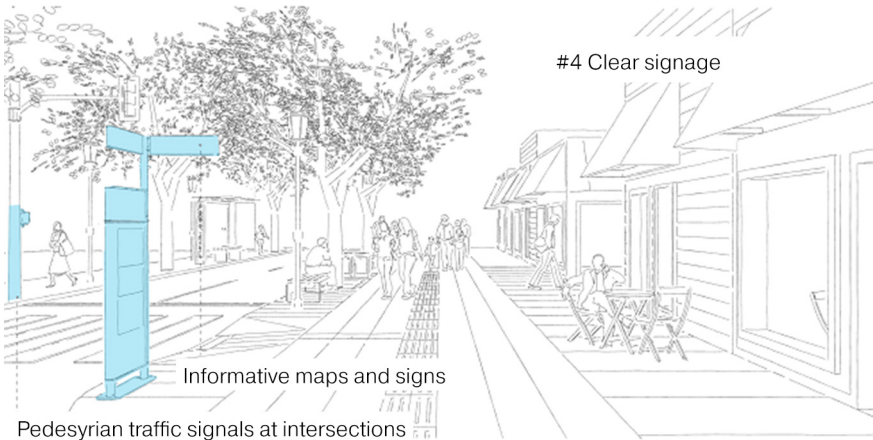 #4 Clear signage
Informative maps and signs
Pedesyrian traffic signals at intersections